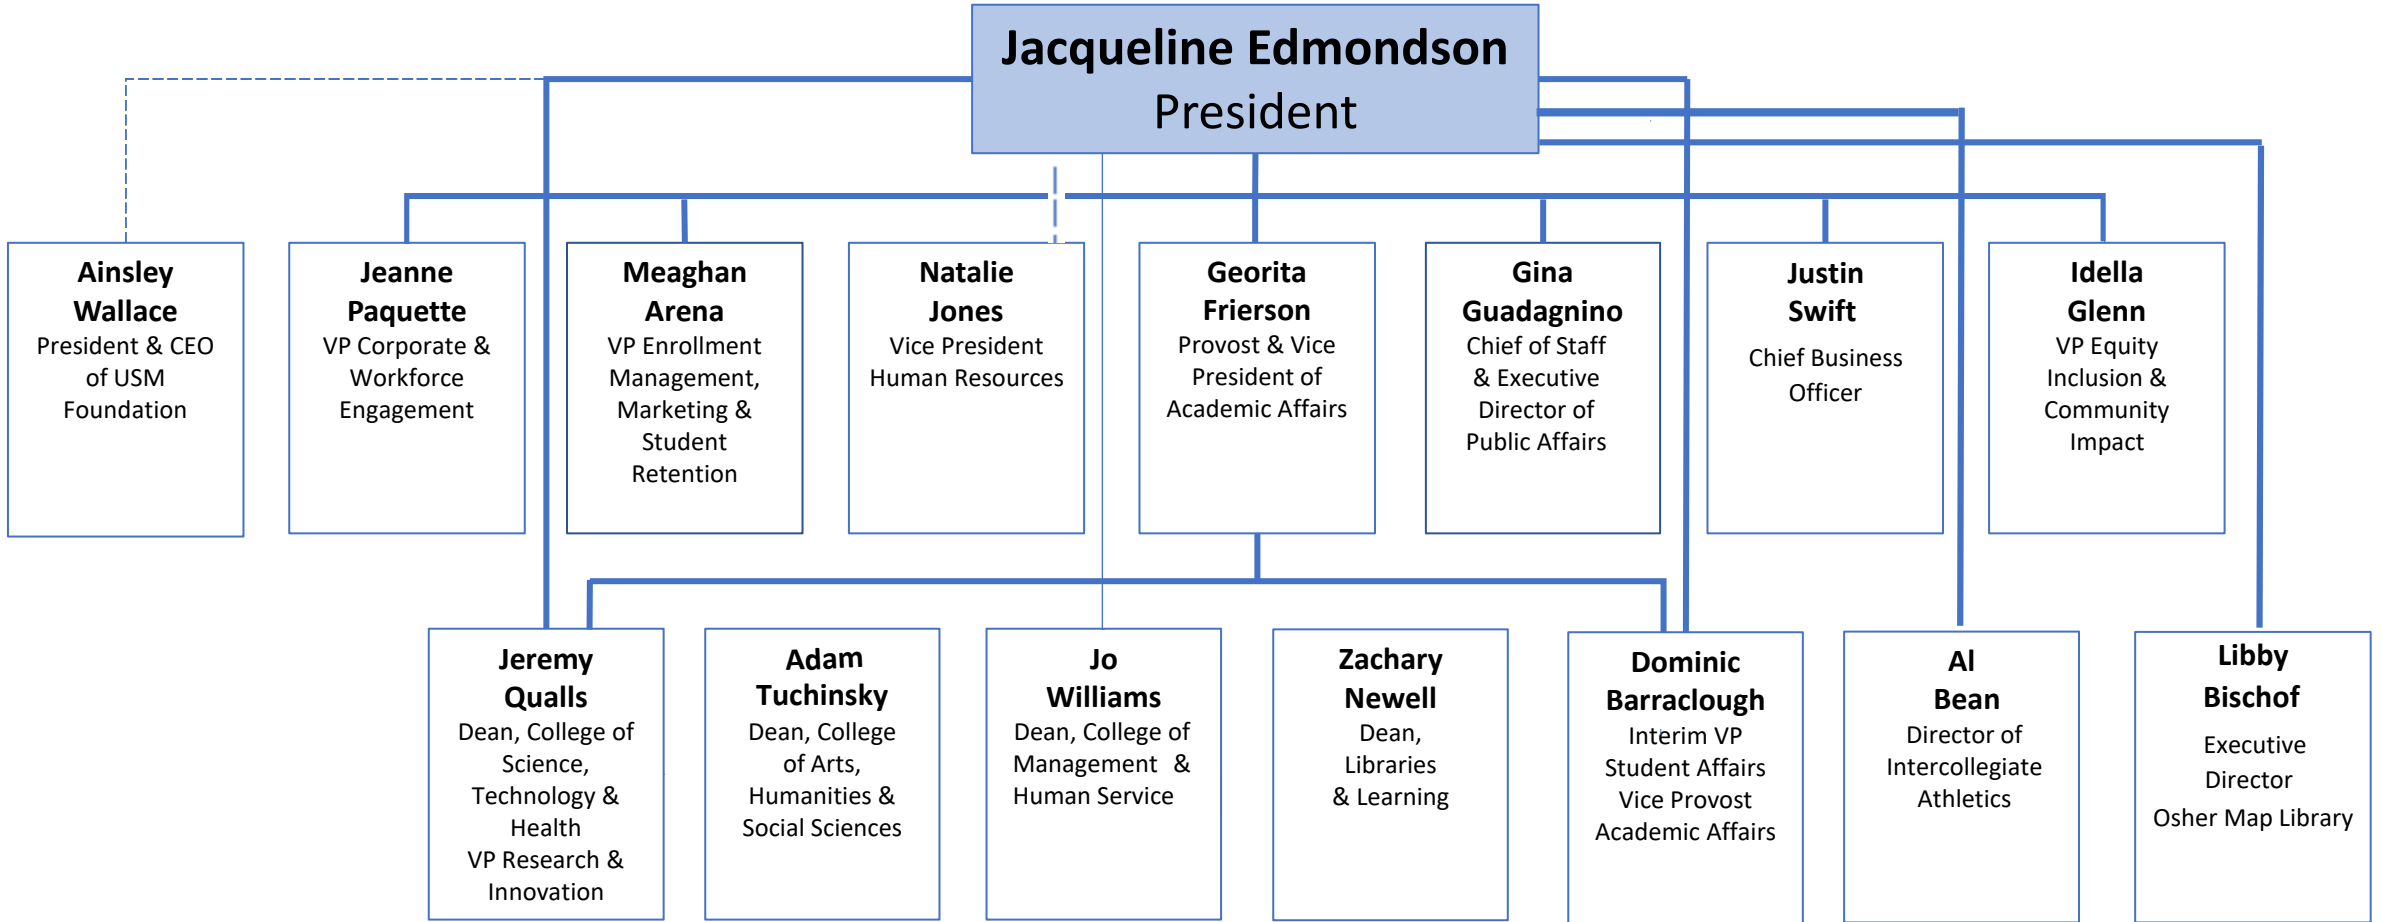 Jacqueline Edmondson
President
Ainsley
Wallace
President & CEO
of USM
Foundation
Jeanne
Paquette
VP Corporate &
Workforce
Engagement
Meaghan
Arena
VP Enrollment
Management,
Marketing &
Student
Retention
Natalie
Jones
Vice President
Human Resources
Georita
Frierson
Provost & Vice
President of
Academic Affairs
Gina
Guadagnino
Chief of Staff
& Executive
Director of
Public Affairs
Justin
Swift
Chief Business
Officer
Idella
Glenn
VP Equity
Inclusion &
Community
Impact
Jeremy
Qualls
Dean, College of
Science,
Technology &
Health
VP Research &
Innovation
Adam
Tuchinsky
Dean, College
of Arts,
Humanities &
Social Sciences
Jo
Williams
Dean, College of
Management &
Human Service
Zachary
Newell
Dean,
Libraries
& Learning
Dominic
Barraclough
Interim VP
Student Affairs
Vice Provost
Academic Affairs
Al
Bean
Director of
Intercollegiate
Athletics
Libby
Bischof
Executive
Director
Osher Map Library